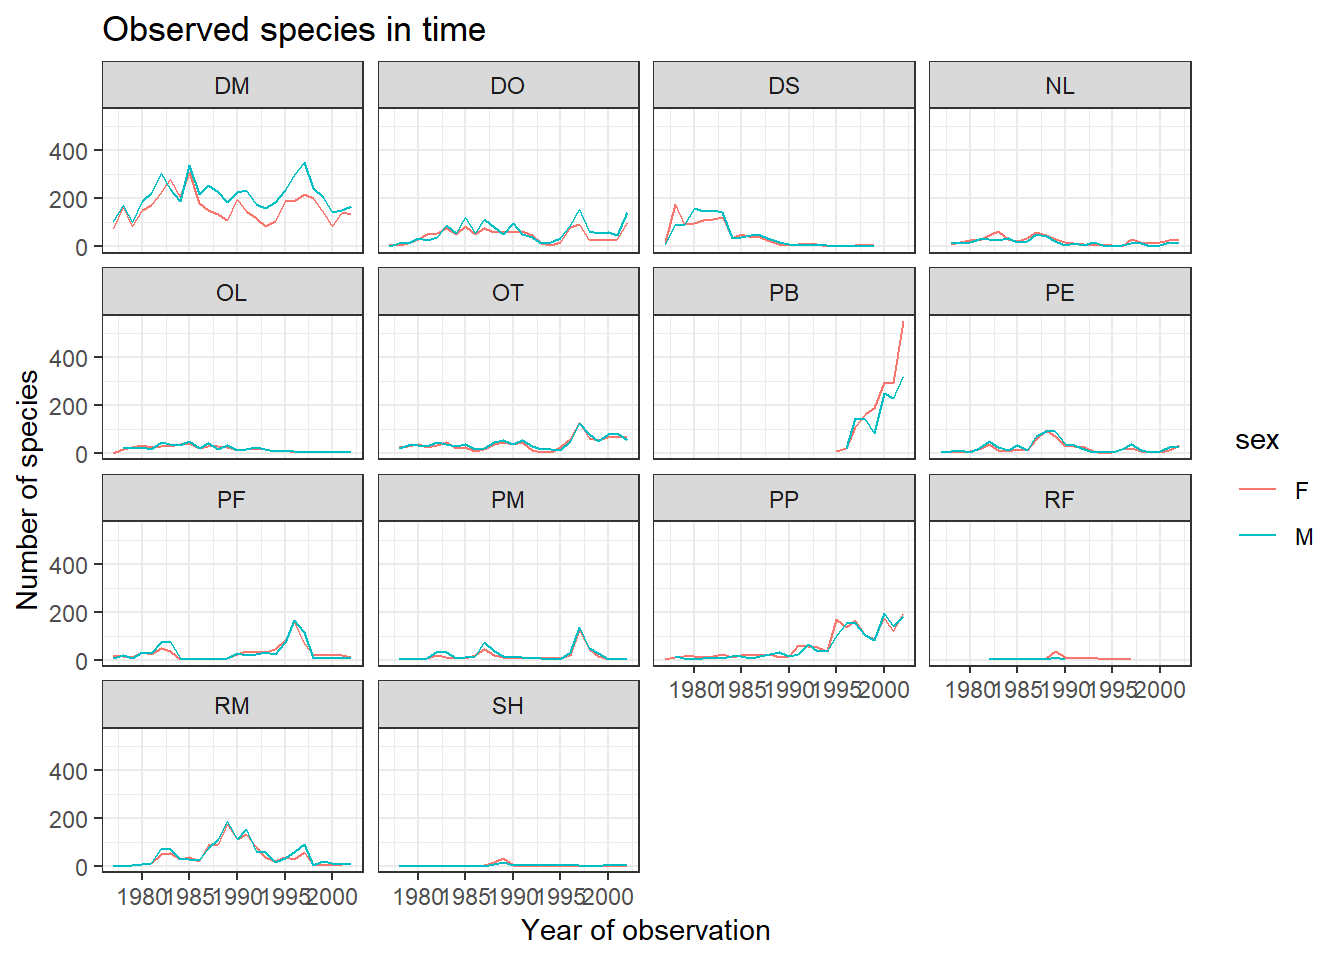 Observed species in time
DM DO DS NL
400
200
0
OL OT PB PE
400
200
0
PF PM PP RF
400
200
0
1980 1985 1990 1995 2000 1980 1985 1990 1995 2000
RM SH
400
200
0
1980 1985 1990 1995 2000 1980 1985 1990 1995 2000
Number of species
Year of observation
sex
F
M